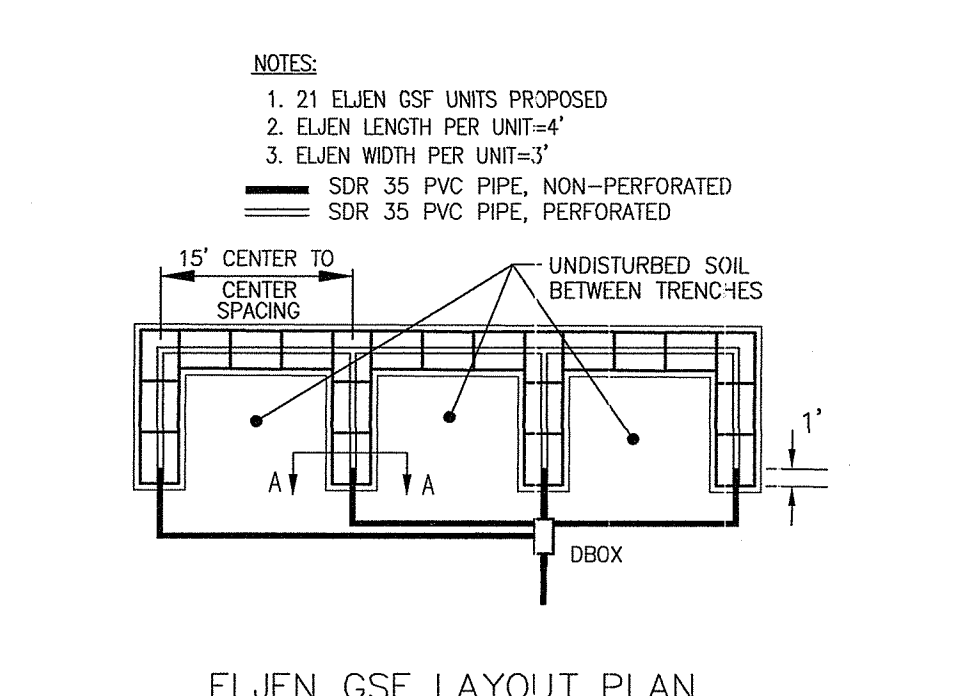 NOTES:
1. 21 ELJEN GSF UNITS PROPOSED
2. ELJEN LENGTH PER UNIT=4'
3. ELJEN WIDTH PER UNIT=3'
SDR 35 PVC PIPE, NON-PERFORATED
SDR 35 PVC PIPE, PERFORATED
15' CENTER TO
CENTER
SPACING
UNDISTURBED SOIL
BETWEEN TRENCHES
1'
A
A
DBOX
ELJEN GSF LAYOUT PLAN